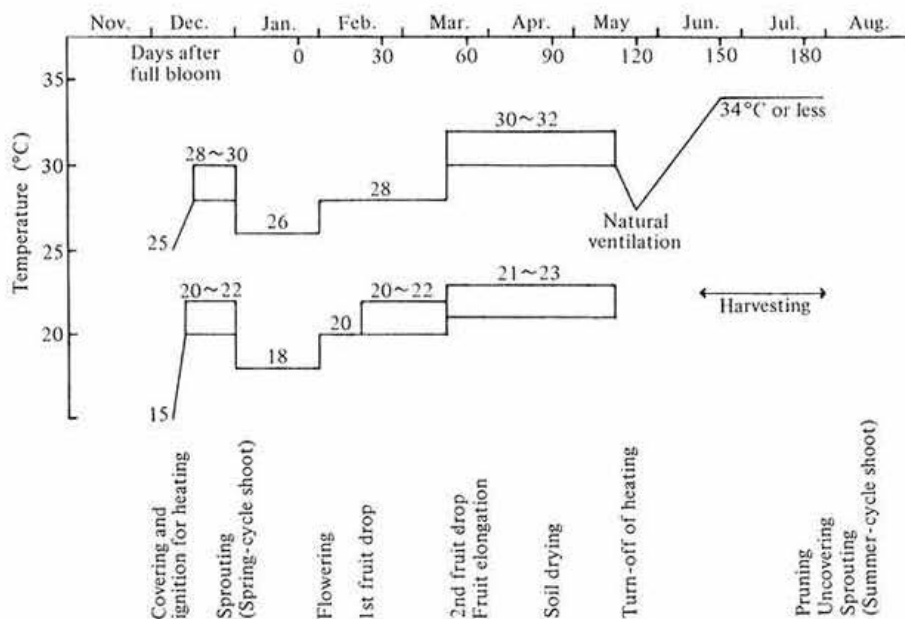 Nov. Dec. Jan. Feb. Mar. Apr. May Jun. Jul. Aug.
Days after
full bloom
0 30 60 90 120 150 180
35
30
25
20
15
Temperature (°C)
28~30
26
28
30~32
34°C or less
Natural
ventilation
20~22
18
20
20~22
21~23
Harvesting
Covering and
ignition for heating
Sprouting
(Spring-cycle shoot)
Flowering
1st fruit drop
2nd fruit drop
Fruit elongation
Soil drying
Turn-off of heating
Pruning
Uncovering
Sprouting
(Summer-cycle shoot)